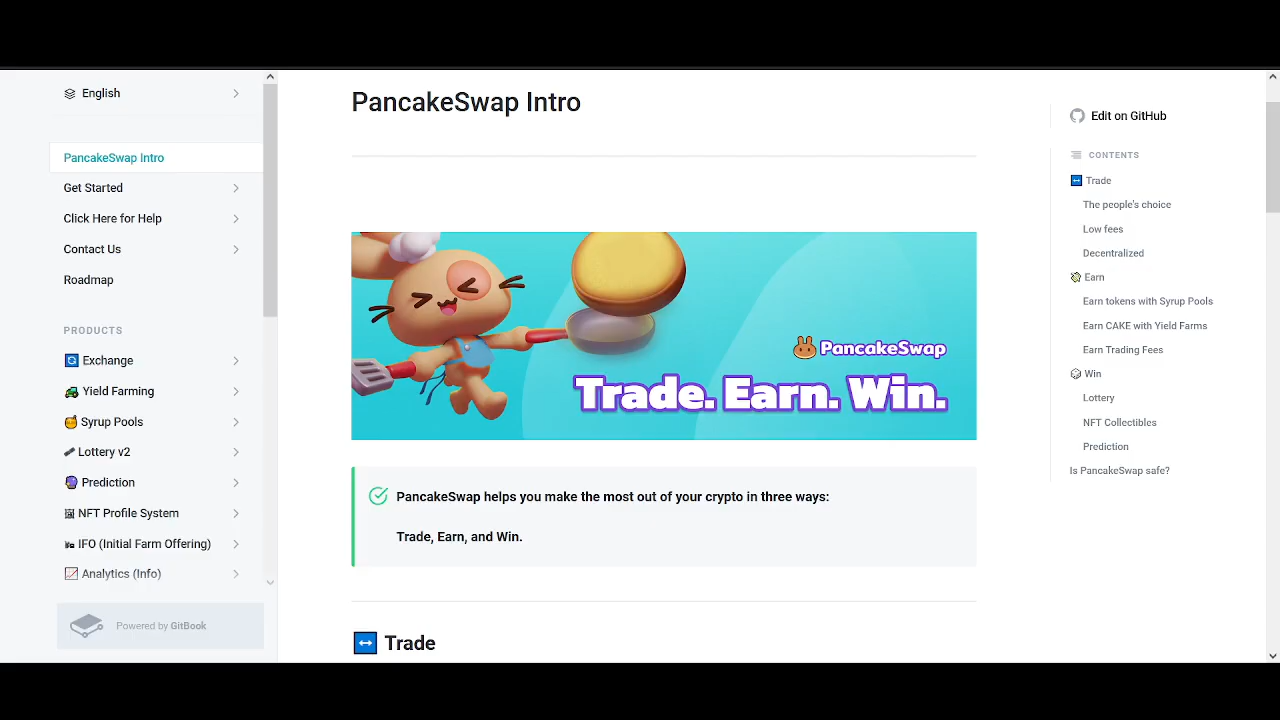 English
PancakeSwap Intro
Get Started
Click Here for Help
Contact Us
Roadmap
PRODUCTS
Exchange
Yield Farming
Syrup Pools
Lottery v2
Prediction
NFT Profile System
IFO (Initial Farm Offering)
Analytics (Info)
Powered by GitBook
PancakeSwap Intro
PancakeSwap
Trade. Earn. Win.
PancakeSwap helps you make the most out of your crypto in three ways:
Trade, Earn, and Win.
Trade
Edit on GitHub
CONTENTS
Trade
The people's choice
Low fees
Decentralized
Earn
Earn tokens with Syrup Pools
Earn CAKE with Yield Farms
Earn Trading Fees
Win
Lottery
NFT Collectibles
Prediction
Is PancakeSwap safe?